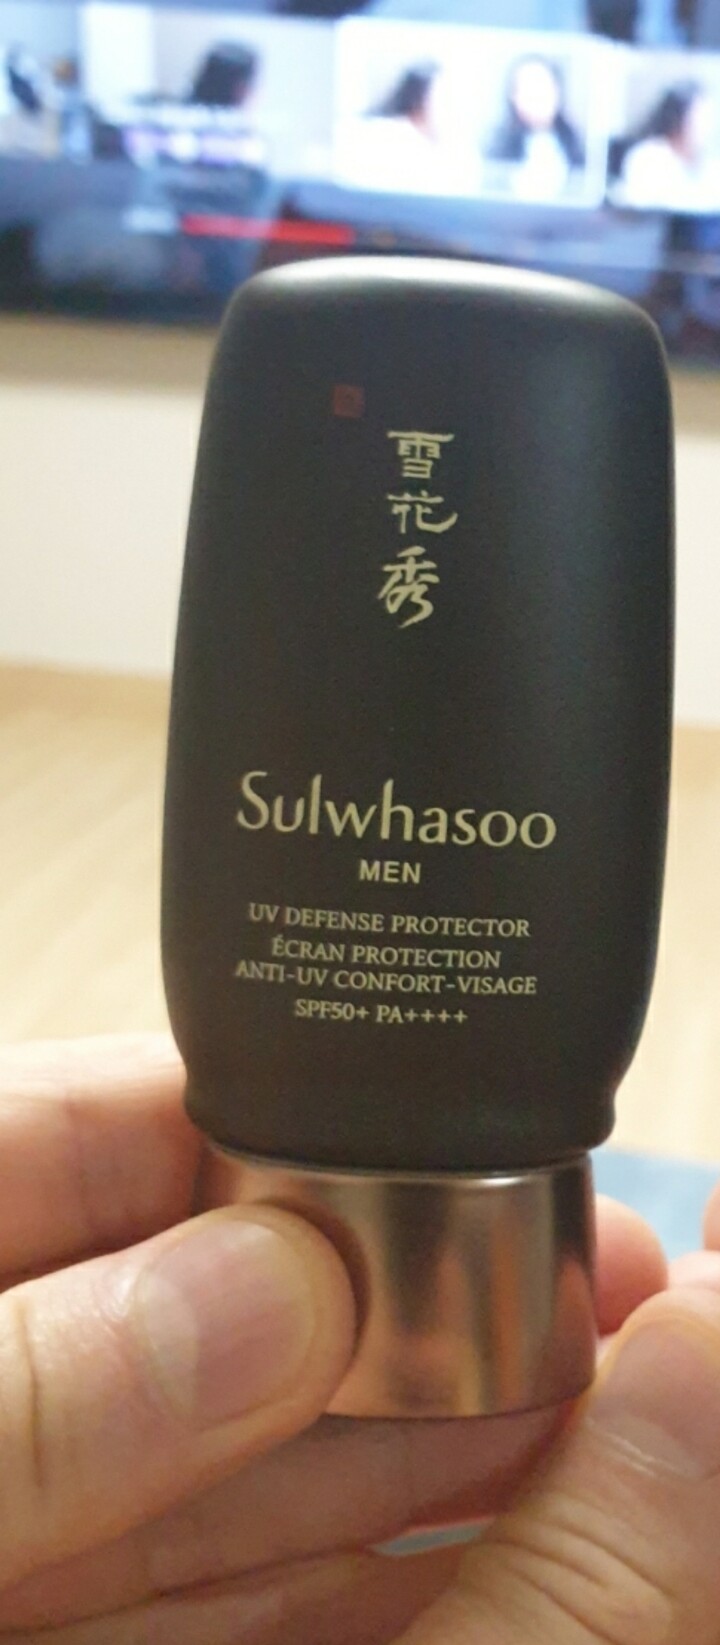 雪
花
秀
Sulwhasoo
MEN
UV DEFENSE PROTECTOR
ÉCRAN PROTECTION
ANTI-UV CONFORT-VISAGE
SPF50+ PA++++